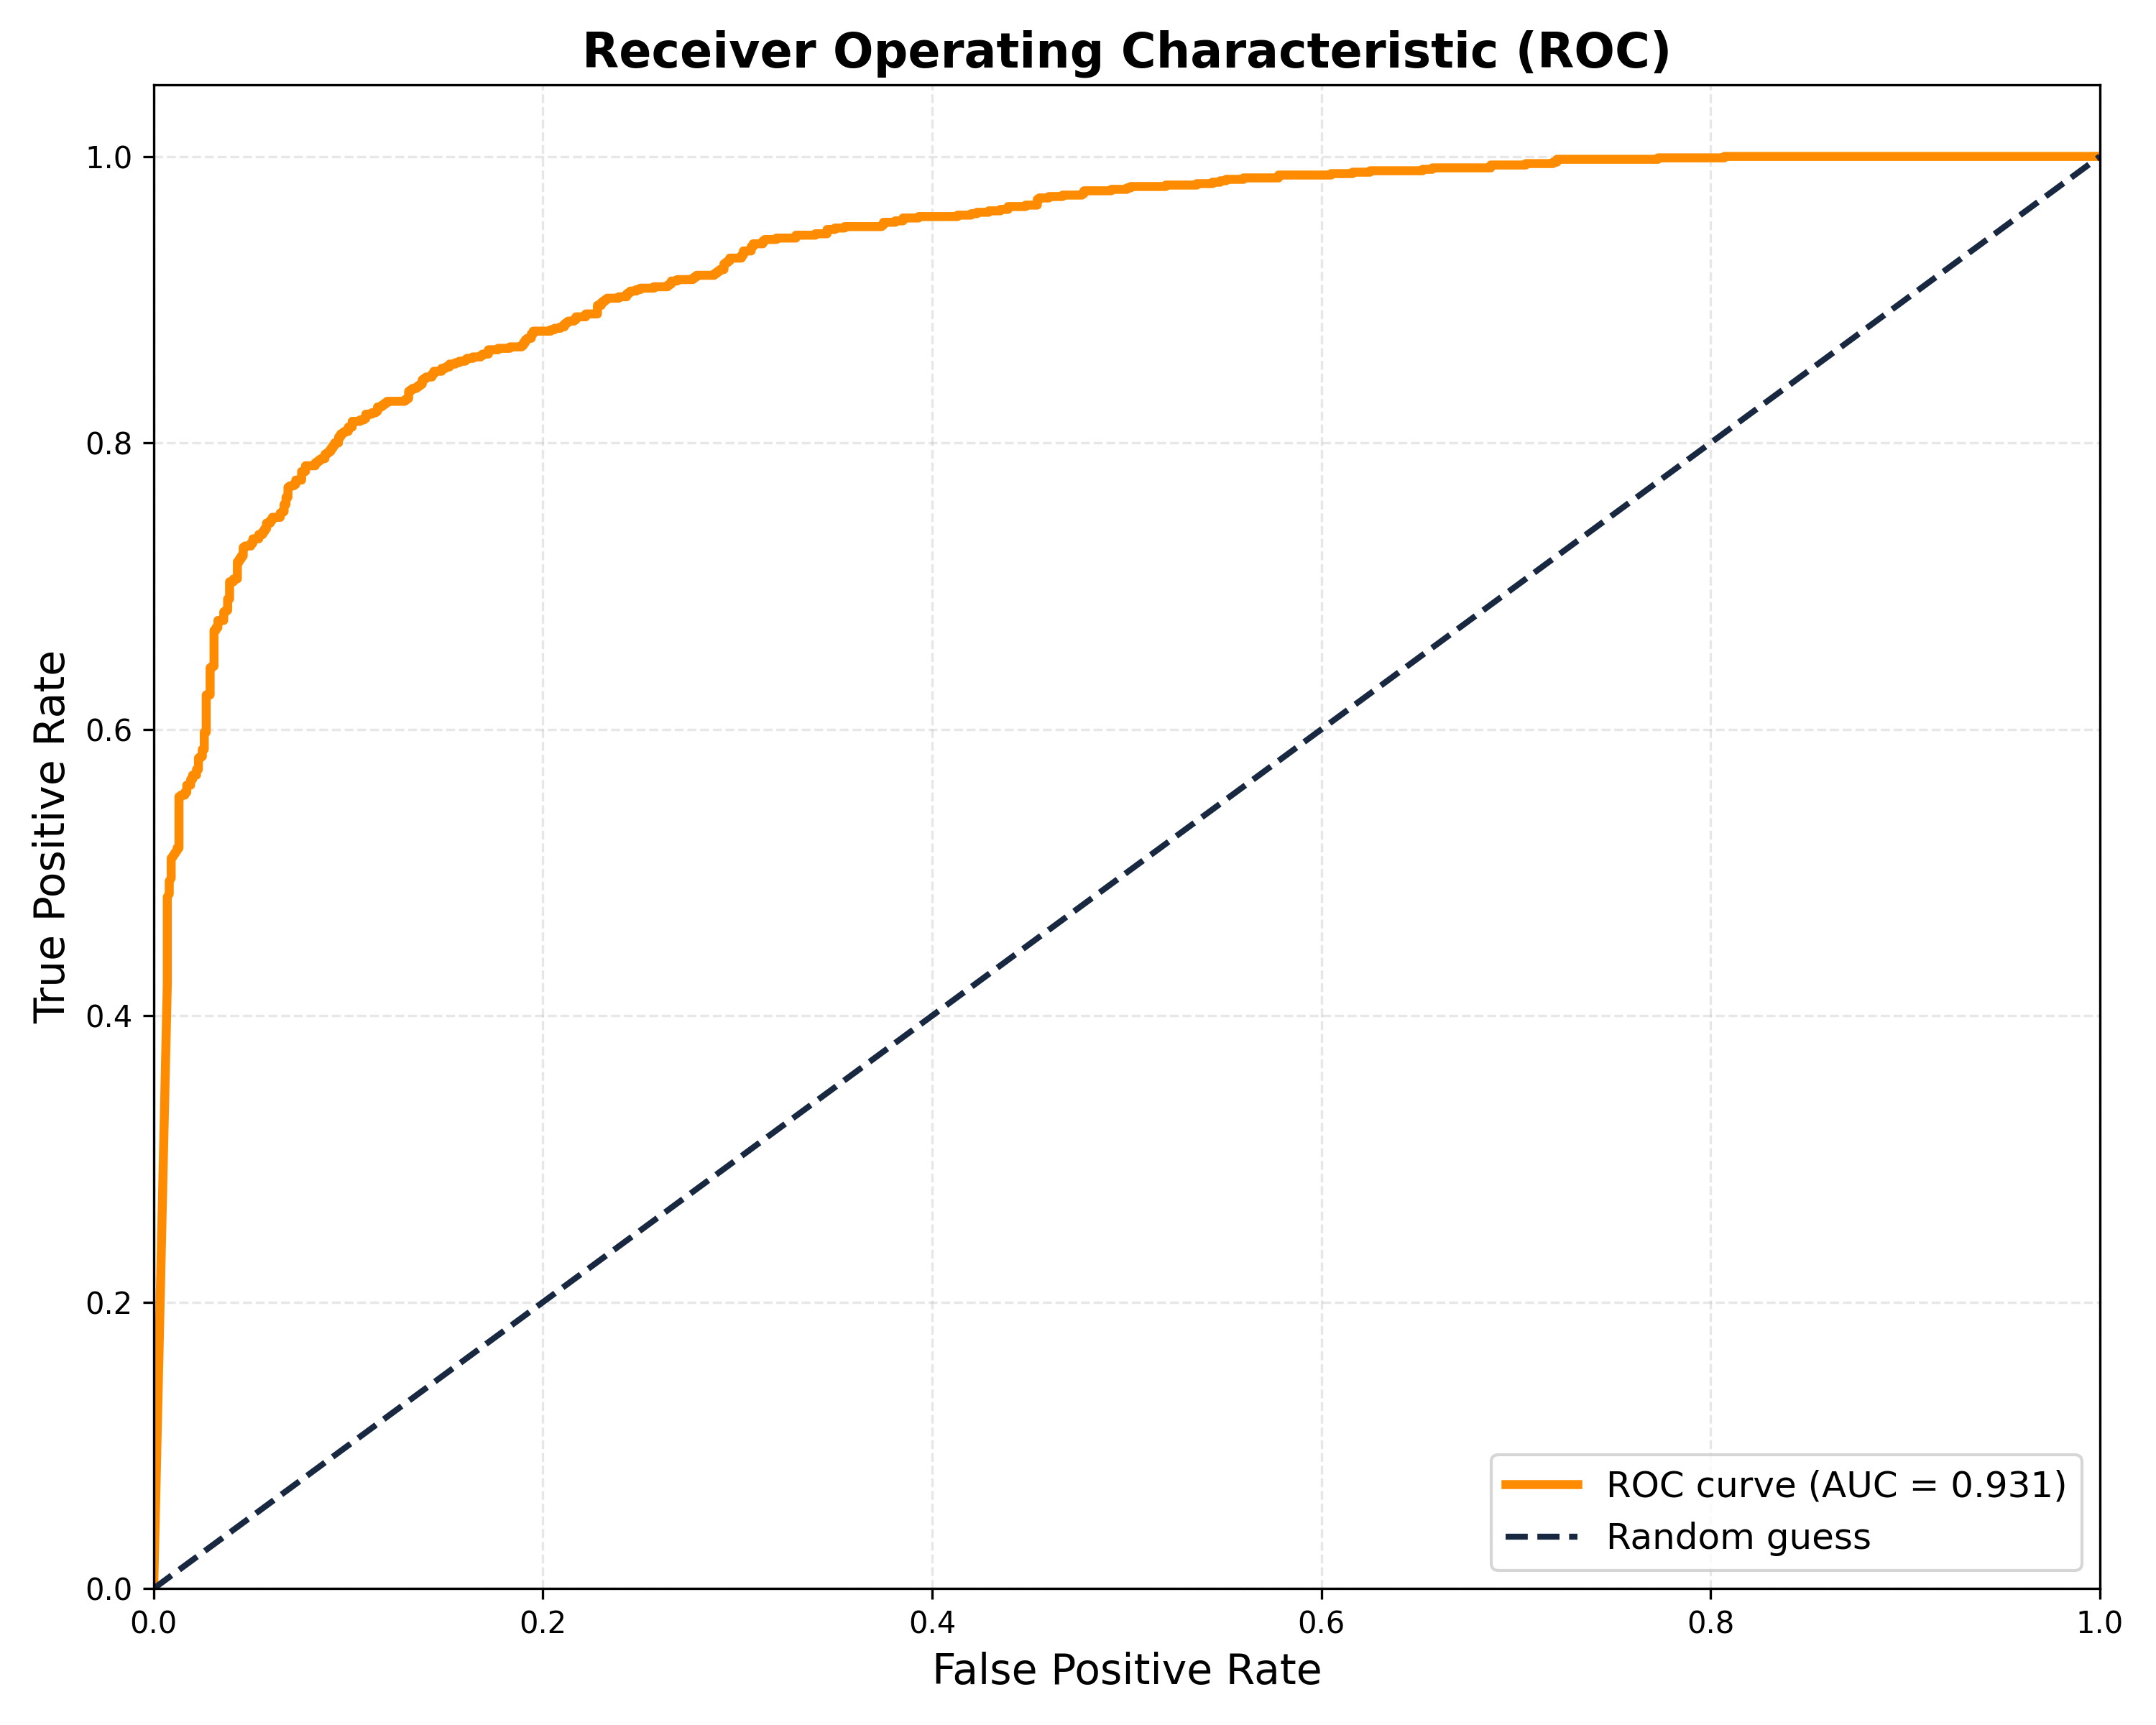 Receiver Operating Characteristic (ROC)
True Positive Rate
1.0
0.8
0.6
0.4
0.2
0.0
0.0 0.2 0.4 0.6 0.8 1.0
False Positive Rate
ROC curve (AUC = 0.931)
Random guess